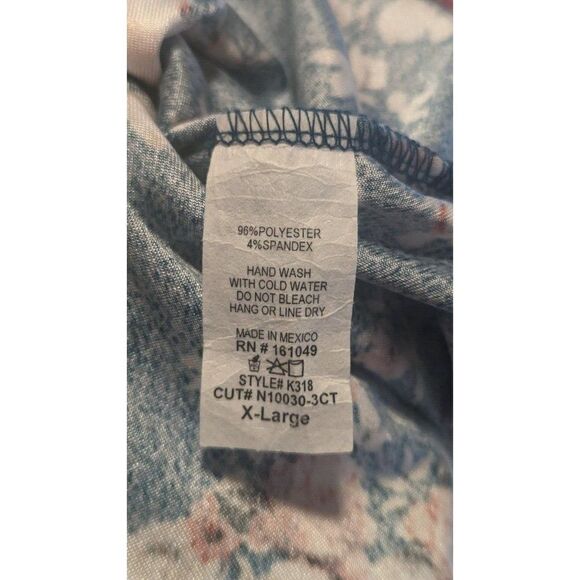 96%POLYESTER
4%SPANDEX
HAND WASH
WITH COLD WATER
DO NOT BLEACH
HANG OR LINE DRY
MADE IN MEXICO
RN # 161049
STYLE# K318
CUT# N10030-3CT
X-Large